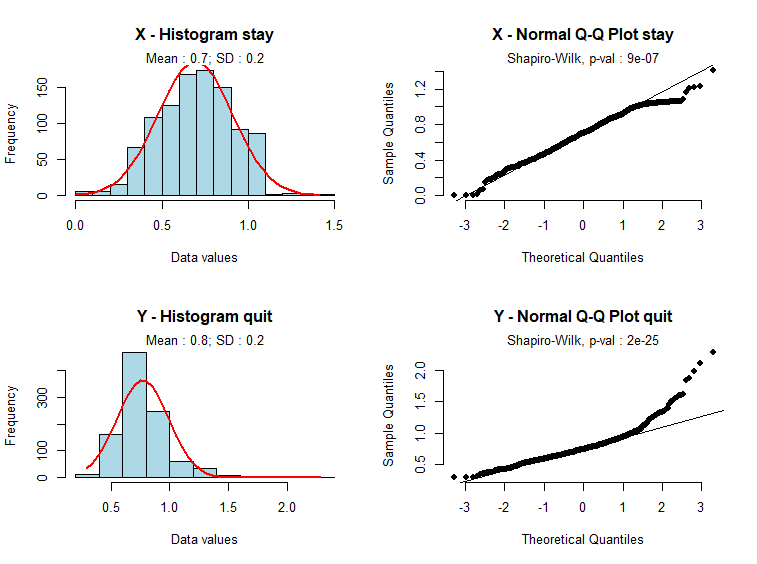 X - Histogram stay
Mean : 0.7; SD : 0.2
Frequency
0 50 100 150
0.0 0.5 1.0 1.5
Data values
X - Normal Q-Q Plot stay
Shapiro-Wilk, p-val : 9e-07
Sample Quantiles
0.0 0.4 0.8 1.2
-3 -2 -1 0 1 2 3
Theoretical Quantiles
Y - Histogram quit
Mean : 0.8; SD : 0.2
Frequency
0 100 300
0.5 1.0 1.5 2.0
Data values
Y - Normal Q-Q Plot quit
Shapiro-Wilk, p-val : 2e-25
Sample Quantiles
0.5 1.0 1.5 2.0
-3 -2 -1 0 1 2 3
Theoretical Quantiles